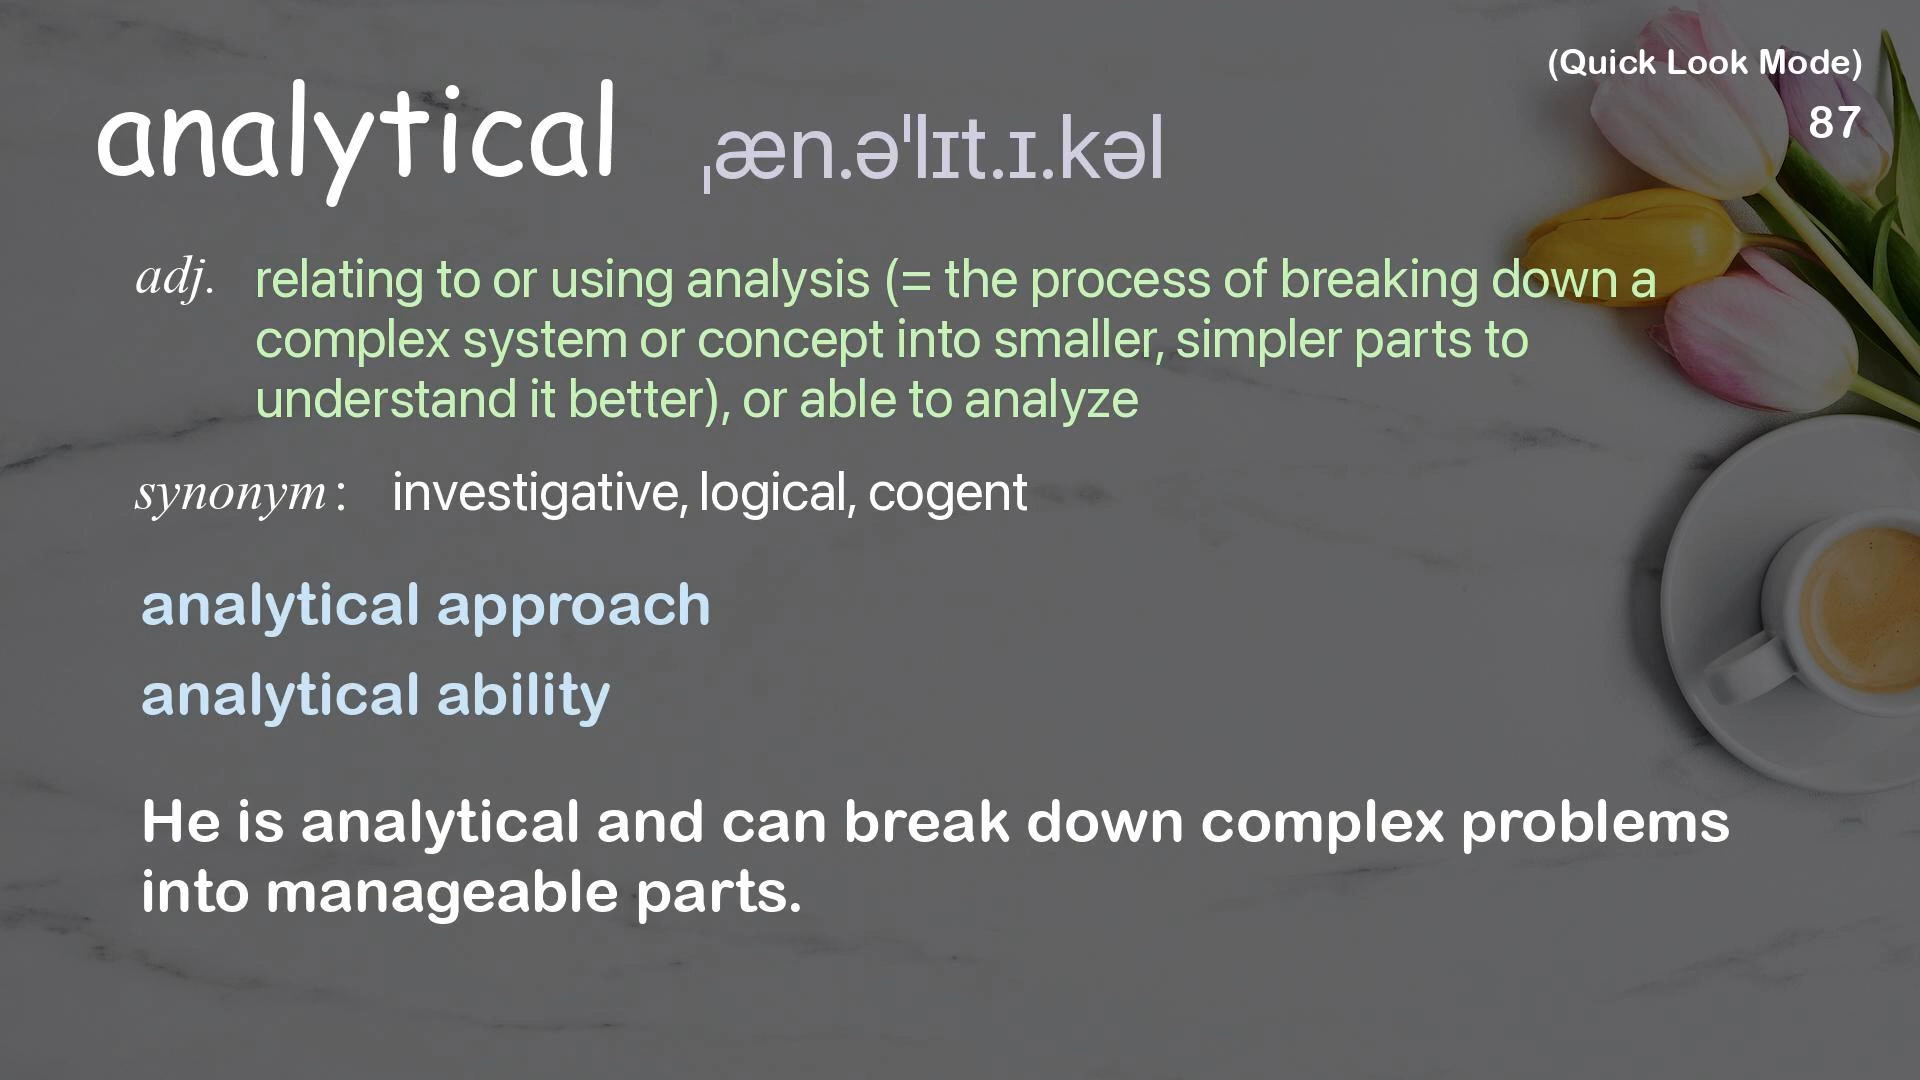 (Quick Look Mode)
87
analytical ˌæn.əˈlɪt.ɪ.kəl
adj. relating to or using analysis (= the process of breaking down a
complex system or concept into smaller, simpler parts to
understand it better), or able to analyze
synonym: investigative, logical, cogent
analytical approach
analytical ability
He is analytical and can break down complex problems
into manageable parts.